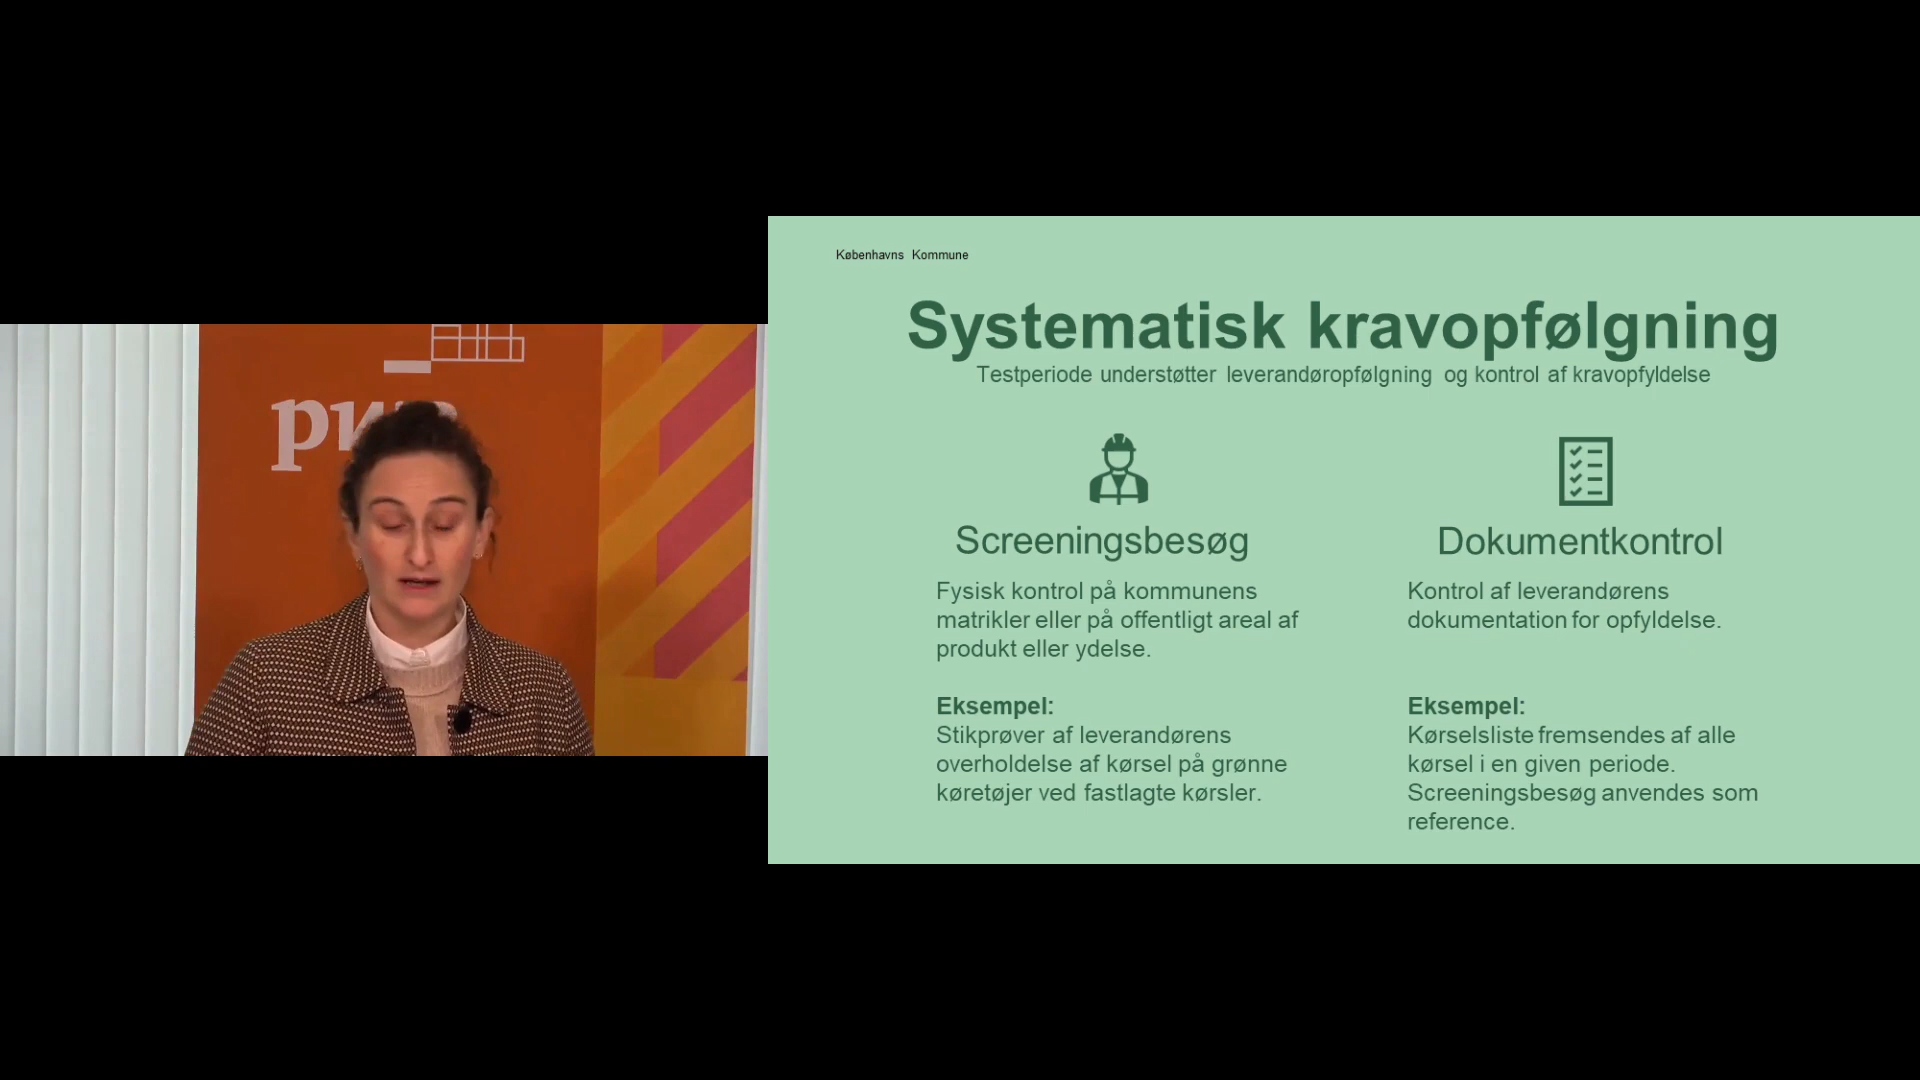 pwc
Københavns Kommune
Systematisk kravopfølgning
Testperiode understøtter leverandøropfølgning og kontrol af kravopfyldelse
Screeningsbesøg
Fysisk kontrol på kommunens
matrikler eller på offentligt areal af
produkt eller ydelse.
Eksempel:
Stikprøver af leverandørens
overholdelse af kørsel på grønne
køretøjer ved fastlagte kørsler.
Dokumentkontrol
Kontrol af leverandørens
dokumentation for opfyldelse.
Eksempel:
Kørselsliste fremsendes af alle
kørsel i en given periode.
Screeningsbesøg anvendes som
reference.